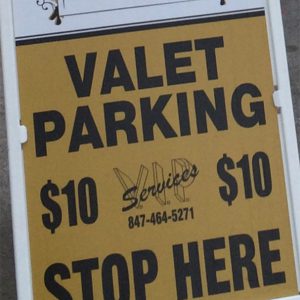 VALET
PARKING
$10 VIP Services $10
847-464-5271
STOP HERE